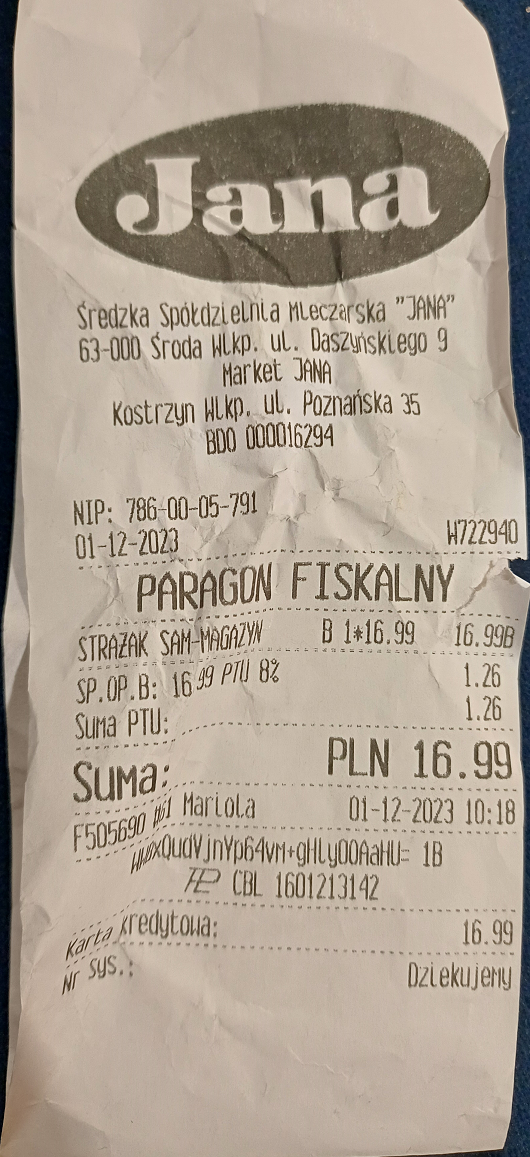 Jana
Średzka Spółdzielnia Mleczarska "JANA"
63-000 Środa Wlkp. ul. Daszyńskiego 9
Market JANA
Kostrzyn Wlkp. ul. Poznańska 35
BDO 000016294
NIP: 786-00-05-791
01-12-2023 W722940
PARAGON FISKALNY
STRAŻAK SAM-MAGAZYN B 1*16.99 16.99B
SP.OP.B: 16.99 PTU 8% 1.26
Suma PTU: 1.26
Suma: PLN 16.99
F505690 #61 Mariola 01-12-2023 10:18
1B
CBL 1601213142
Karta kredytowa: 16.99
Nr sys.: Dziekujemy